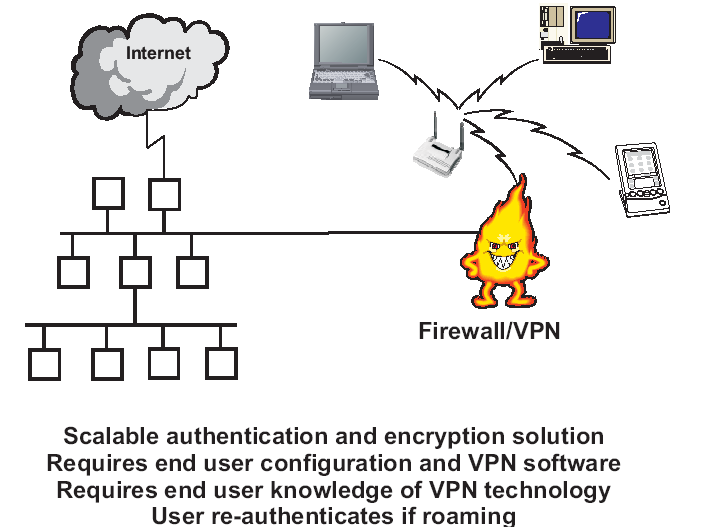 Internet
Firewall/VPN
Scalable authentication and encryption solution
Requires end user configuration and VPN software
Requires end user knowledge of VPN technology
User re-authenticates if roaming